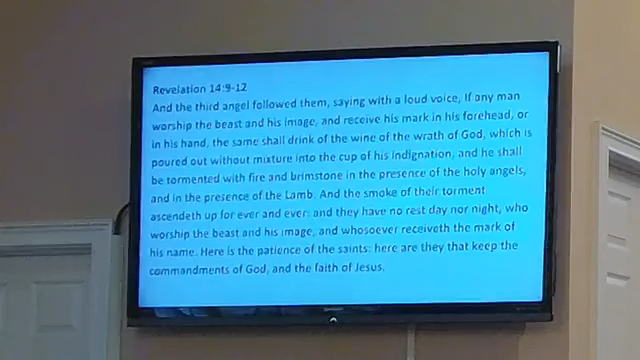 Revelation 14:9-12
And the third angel followed them, saying with a loud voice, If any man
worship the beast and his image, and receive his mark in his forehead, or
in his hand, the same shall drink of the wine of the wrath of God, which is
poured out without mixture into the cup of his indignation, and he shall
be tormented with fire and brimstone in the presence of the holy angels,
and in the presence of the Lamb. And the smoke of their torment
ascendeth up for ever and ever: and they have no rest day nor night, who
worship the beast and his image, and whosoever receiveth the mark of
his name. Here is the patience of the saints: here are they that keep the
commandments of God, and the faith of Jesus.